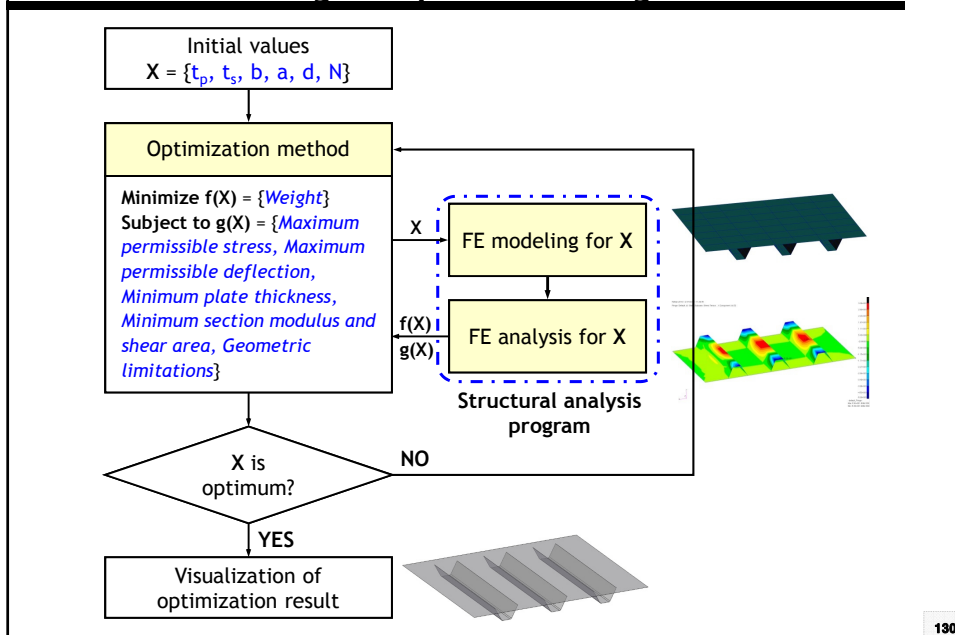 Initial values
X = {tp, ts, b, a, d, N}
Optimization method
Minimize f(X) = {Weight}
Subject to g(X) = {Maximum
permissible stress, Maximum
permissible deflection,
Minimum plate thickness,
Minimum section modulus and
shear area, Geometric
limitations}
X
FE modeling for X
f(X)
g(X)
FE analysis for X
Structural analysis
program
X is
optimum?
NO
YES
Visualization of
optimization result
130